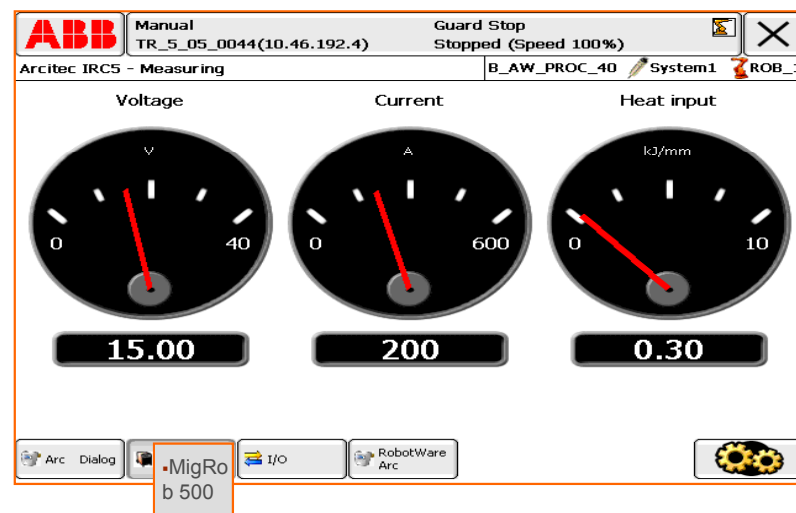 ABB
Manual
TR_5_05_0044(10.46.192.4)
Guard Stop
Stopped (Speed 100%)
Arcitec IRC5 - Measuring
B_AW_PROC_40
System1
ROB_
Voltage
Current
Heat input
V
A
kJ/mm
0
40
0
600
0
10
15.00
200
0.30
Arc Dialog
▪MigRo
b 500
I/O
RobotWare
Arc